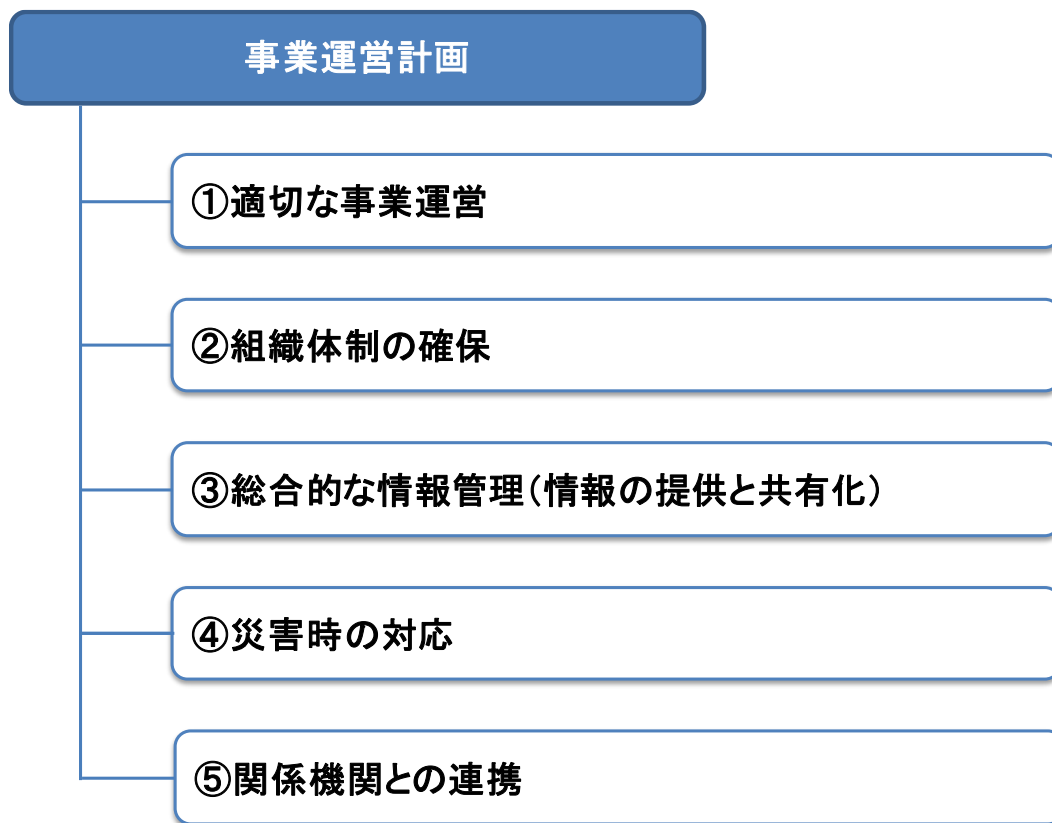 事業運営計画
①適切な事業運営
②組織体制の確保
③総合的な情報管理(情報の提供と共有化)
④災害時の対応
⑤関係機関との連携